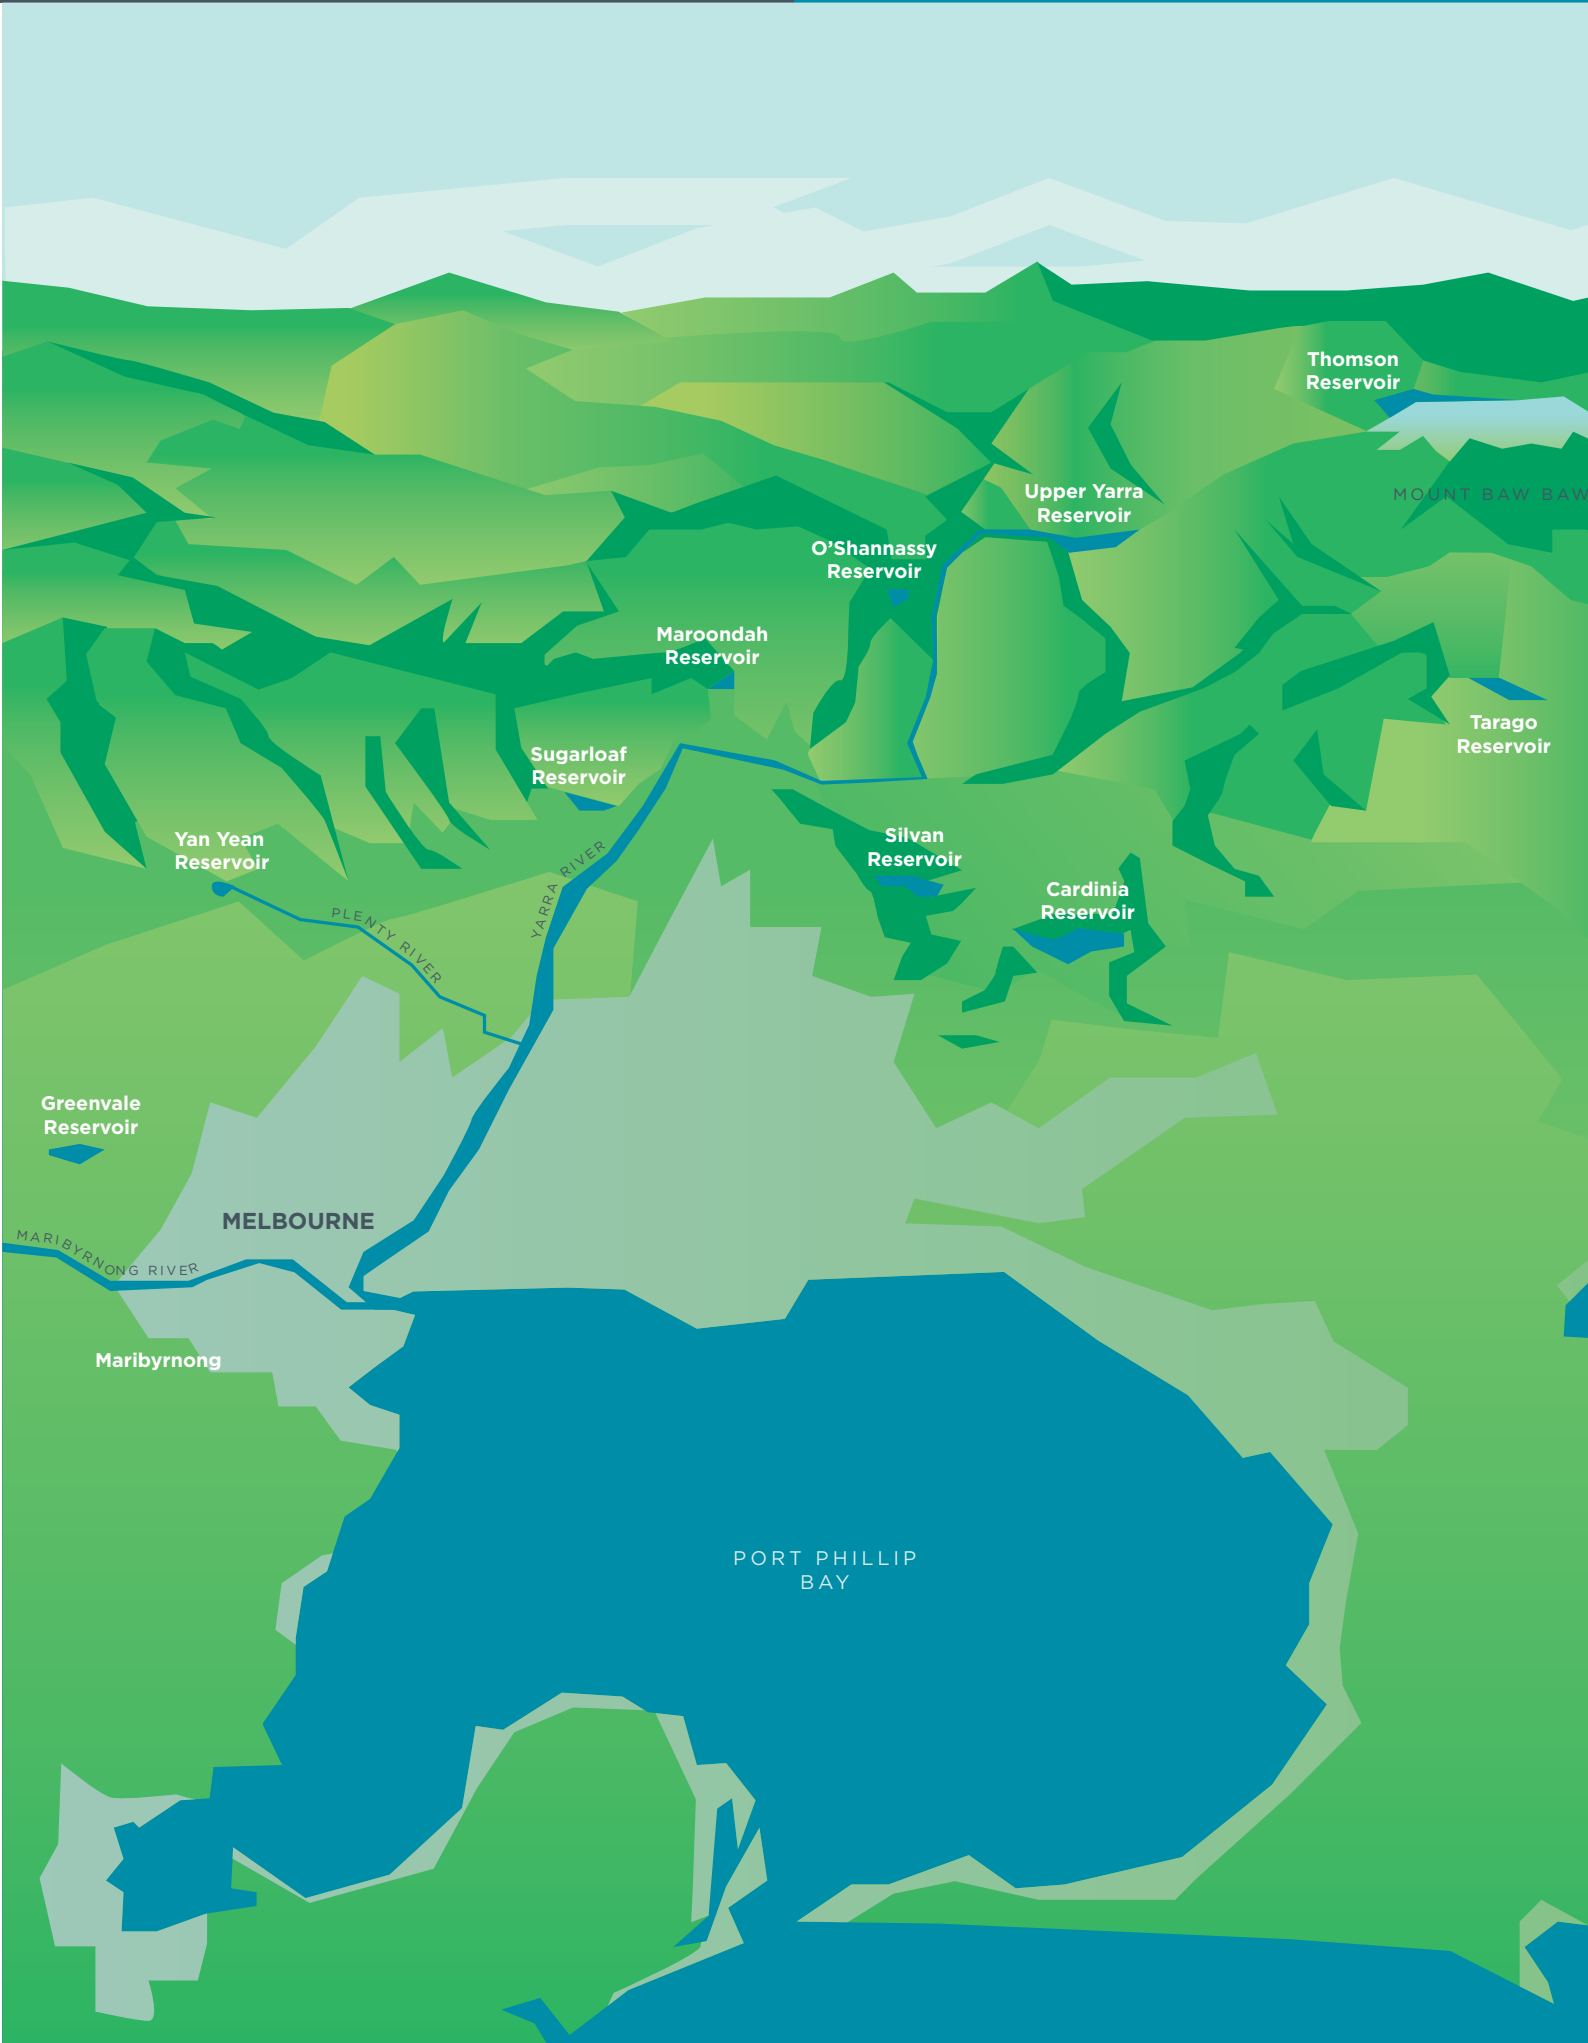 Thomson
Reservoir
MOUNT BAW BAW
Upper Yarra
Reservoir
O'Shannassy
Reservoir
Maroondah
Reservoir
Tarago
Reservoir
Sugarloaf
Reservoir
Yan Yean
Reservoir
Silvan
Reservoir
Cardinia
Reservoir
YARRA RIVER
PLENTY RIVER
Greenvale
Reservoir
MELBOURNE
MARIBYRNONG RIVER
Maribyrnong
PORT PHILLIP
BAY